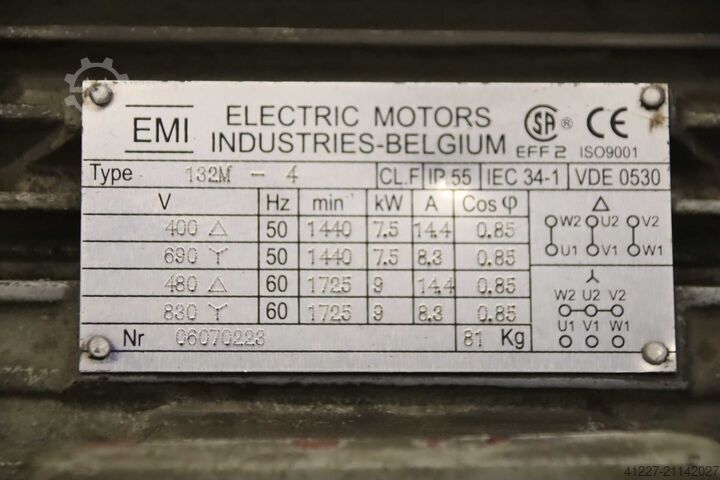 EMI
ELECTRIC MOTORS
INDUSTRIES-BELGIUM
SA ® CE
EFF2 ISO9001
Type 132M - 4 CL.F IP.55 IEC 34-1 VDE 0530
V Hz min⁻ kW A Cos φ
400 △ 50 1440 7.5 14.4 0.85
690 Y 50 1440 7.5 8.3 0.85
480 △ 60 1725 9 14.4 0.85
830 Y 60 1725 9 8.3 0.85
Nr 06070223 81 Kg
△
W2 U2 V2
U1 V1 W1
W2 U2 V2
U1 V1 W1
41227-21142027